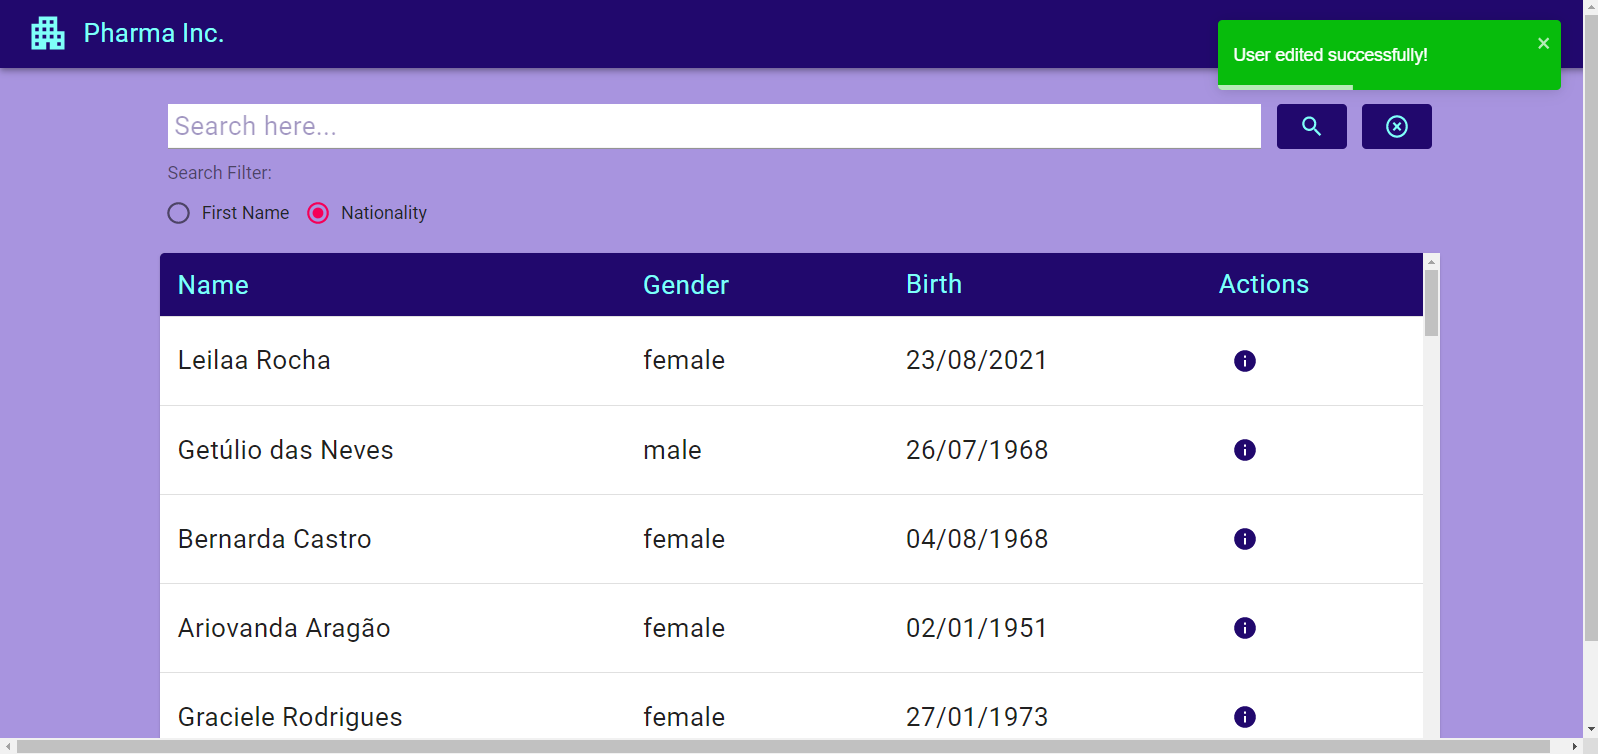 Pharma Inc.
User edited successfully!
Search here...
Search Filter:
First Name Nationality
Name Gender Birth Actions
Leilaa Rocha female 23/08/2021
Getúlio das Neves male 26/07/1968
Bernarda Castro female 04/08/1968
Ariovanda Aragão female 02/01/1951
Graciele Rodrigues female 27/01/1973